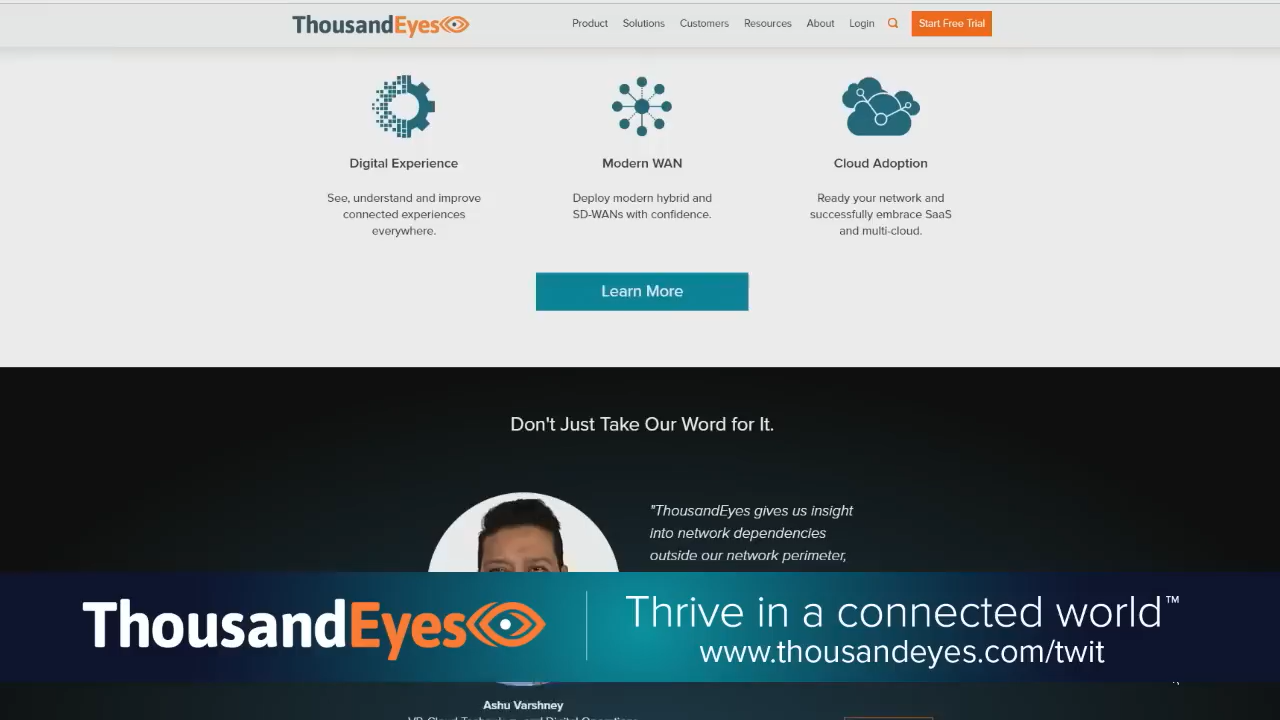 ThousandEyes
Product Solutions Customers Resources About Login Start Free Trial
Digital Experience
See, understand and improve
connected experiences
everywhere.
Modern WAN
Deploy modern hybrid and
SD-WANs with confidence.
Cloud Adoption
Ready your network and
successfully embrace SaaS
and multi-cloud.
Learn More
Don't Just Take Our Word for It.
"ThousandEyes gives us insight
into network dependencies
outside our network perimeter,
ThousandEyes
Thrive in a connected world™
www.thousandeyes.com/twit
Ashu Varshney